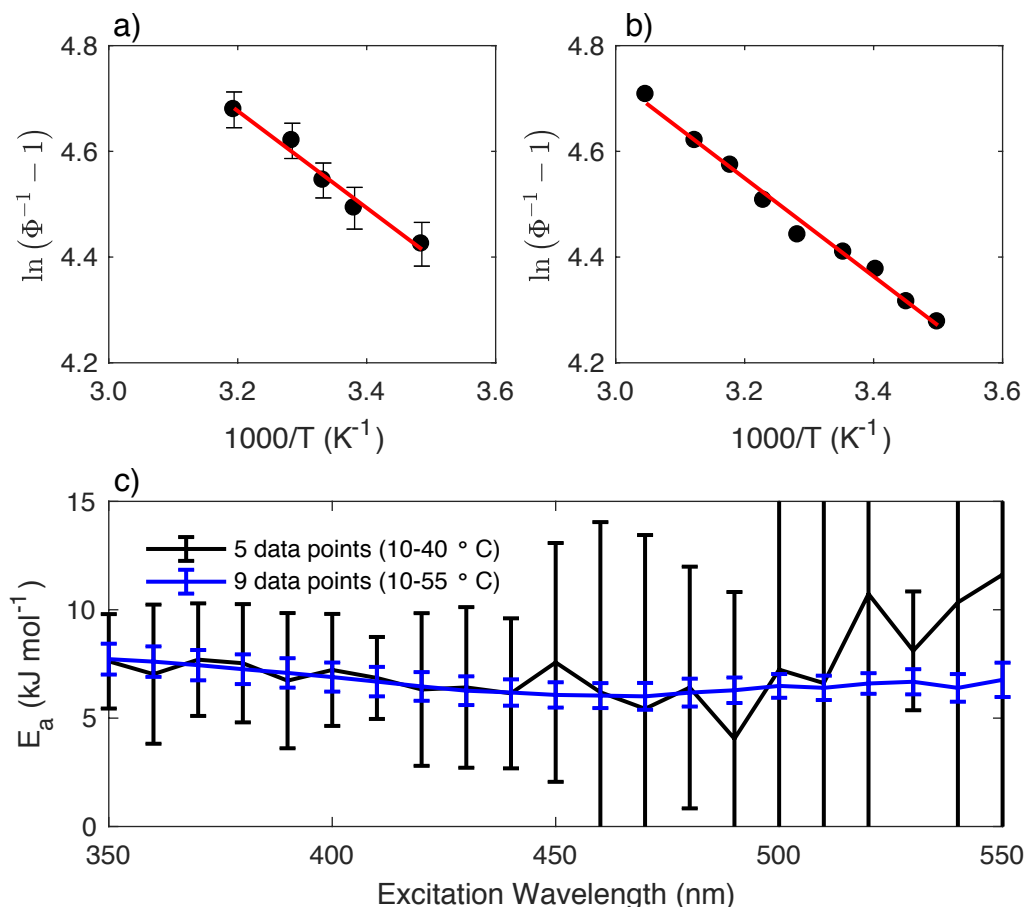 a)
4.8
4.6
4.4
4.2
ln (Φ⁻¹ − 1)
3.0 3.2 3.4 3.6
1000/T (K⁻¹)
b)
4.8
4.6
4.4
4.2
ln (Φ⁻¹ − 1)
3.0 3.2 3.4 3.6
1000/T (K⁻¹)
c)
15
10
5
0
Eₐ (kJ mol⁻¹)
5 data points (10-40 ° C)
9 data points (10-55 ° C)
350 400 450 500 550
Excitation Wavelength (nm)